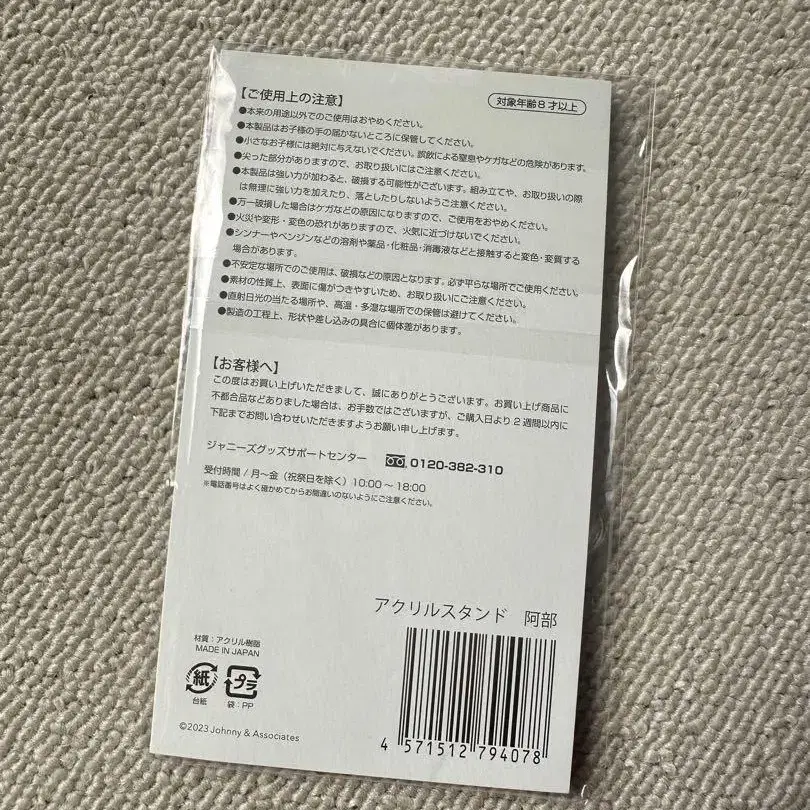 【ご使用上の注意】
対象年齢8才以上
●本来の用途以外でのご使用はおやめください。
●本製品はお子様の手の届かないところに保管してください。
●小さなお子様には絶対に与えないでください。誤飲による窒息やケガなどの危険があります。
●尖った部分がありますので、お取り扱いにはご注意ください。
●本製品は強い力が加わると、破損する可能性がございます。組み立てや、お取り扱いの際
は無理に強い力を加えたり、落としたりしないようご注意ください。
●万一破損した場合はケガなどの原因になりますので、ご使用をおやめください。
●火災や変形・変色の恐れがありますので、火気に近づけないでください。
●シンナーやベンジンなどの溶剤や薬品・化粧品・消毒液などと接触すると変色・変質する
場合があります。
●不安定な場所でのご使用は、破損などの原因となります。必ず平らな場所でご使用ください。
●素材の性質上、表面に傷がつきやすいため、お取り扱いにご注意ください。
●直射日光の当たる場所や、高温・多湿な場所での保管は避けてください。
●製造の工程上、形状や差し込みの具合に個体差があります。
【お客様へ】
この度はお買い上げいただきまして、誠にありがとうございます。お買い上げ商品に
不都合品などありました場合は、お手数ではございますが、ご購入日より2週間以内に
下記までお問い合わせいただきますようお願い申し上げます。
ジャニーズグッズサポートセンター 0120-382-310
受付時間 / 月〜金(祝祭日を除く)10:00〜18:00
※電話番号はよく確かめてからお間違いのないようにご注意ください。
アクリルスタンド 阿部
材質:アクリル樹脂
MADE IN JAPAN
紙 プラ
台紙 袋:PP
©2023 Johnny & Associates
4 571512 794078